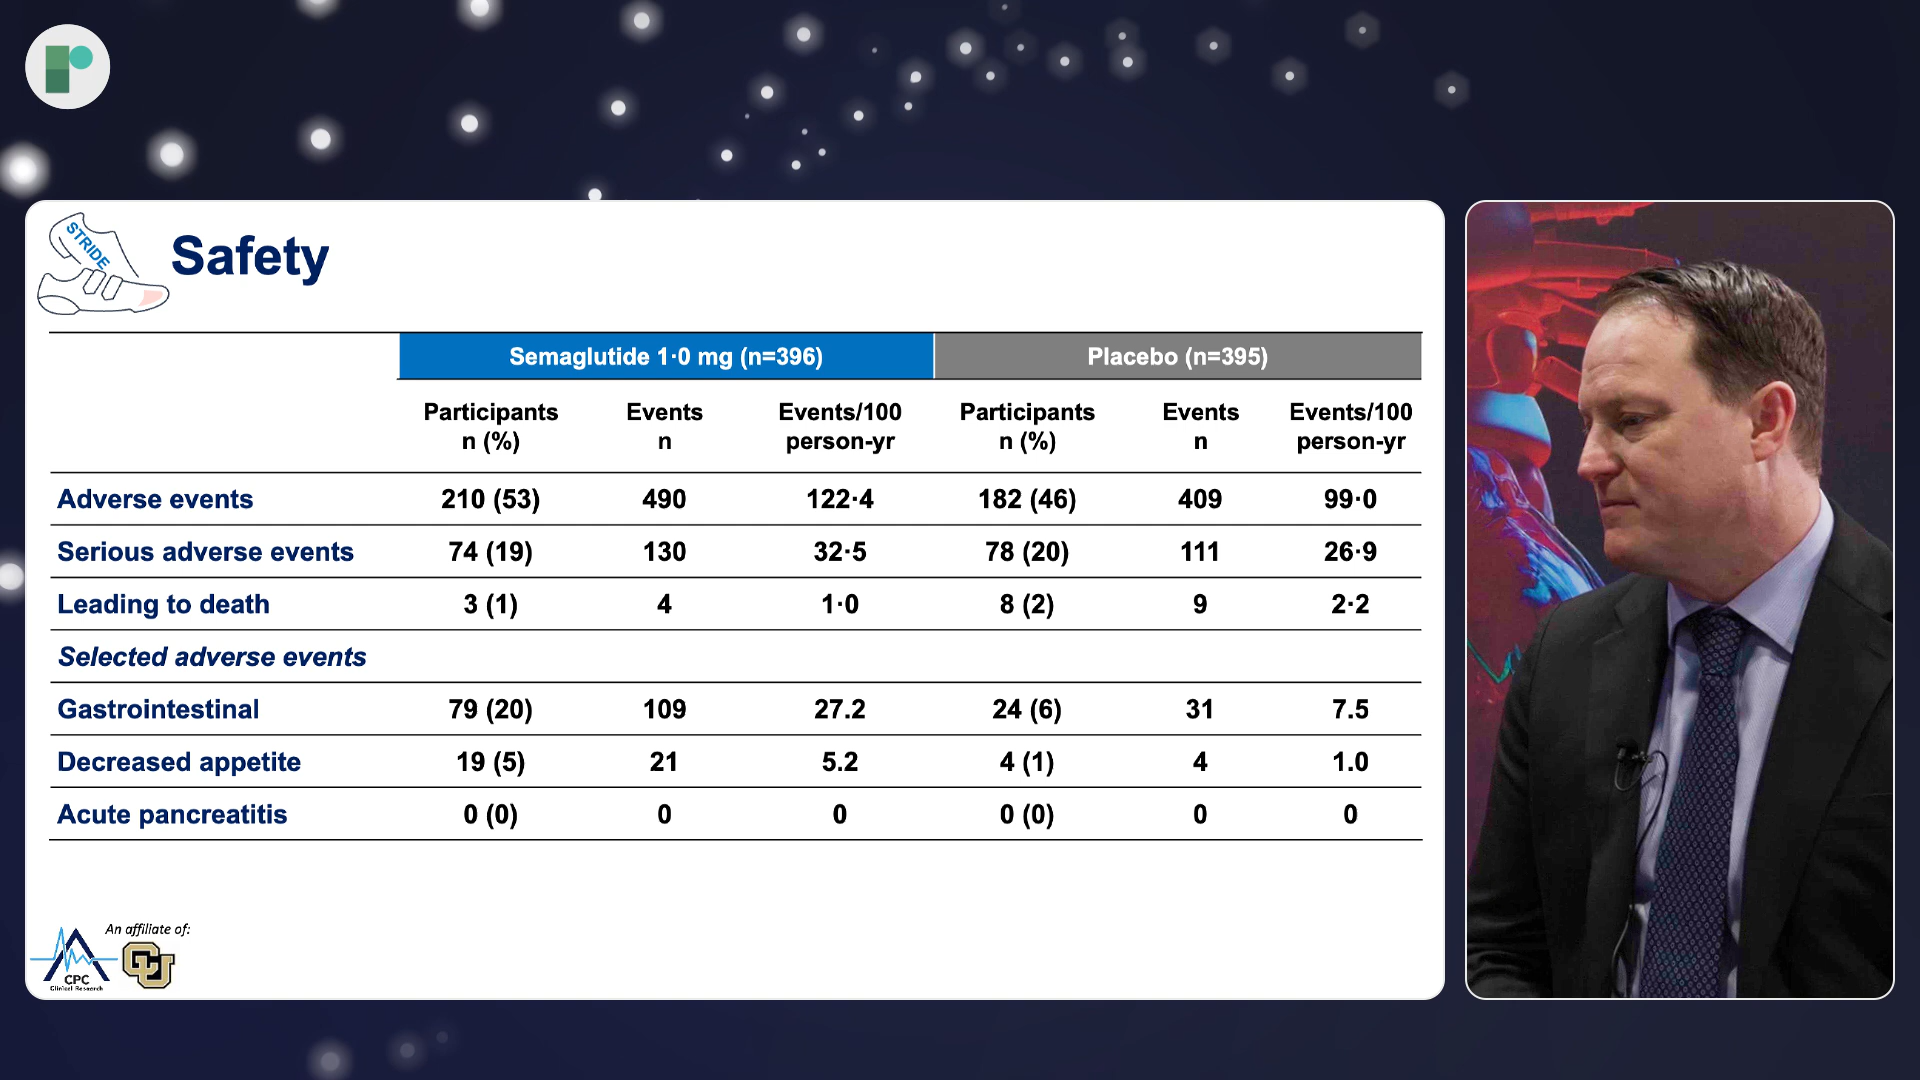 STRIDE
Safety
Semaglutide 1·0 mg (n=396) Placebo (n=395)
Participants n (%) Events n Events/100 person-yr Participants n (%) Events n Events/100 person-yr
Adverse events 210 (53) 490 122·4 182 (46) 409 99·0
Serious adverse events 74 (19) 130 32·5 78 (20) 111 26·9
Leading to death 3 (1) 4 1·0 8 (2) 9 2·2
Selected adverse events
Gastrointestinal 79 (20) 109 27.2 24 (6) 31 7.5
Decreased appetite 19 (5) 21 5.2 4 (1) 4 1.0
Acute pancreatitis 0 (0) 0 0 0 (0) 0 0
An affiliate of:
CPC
Clinical Research
CU